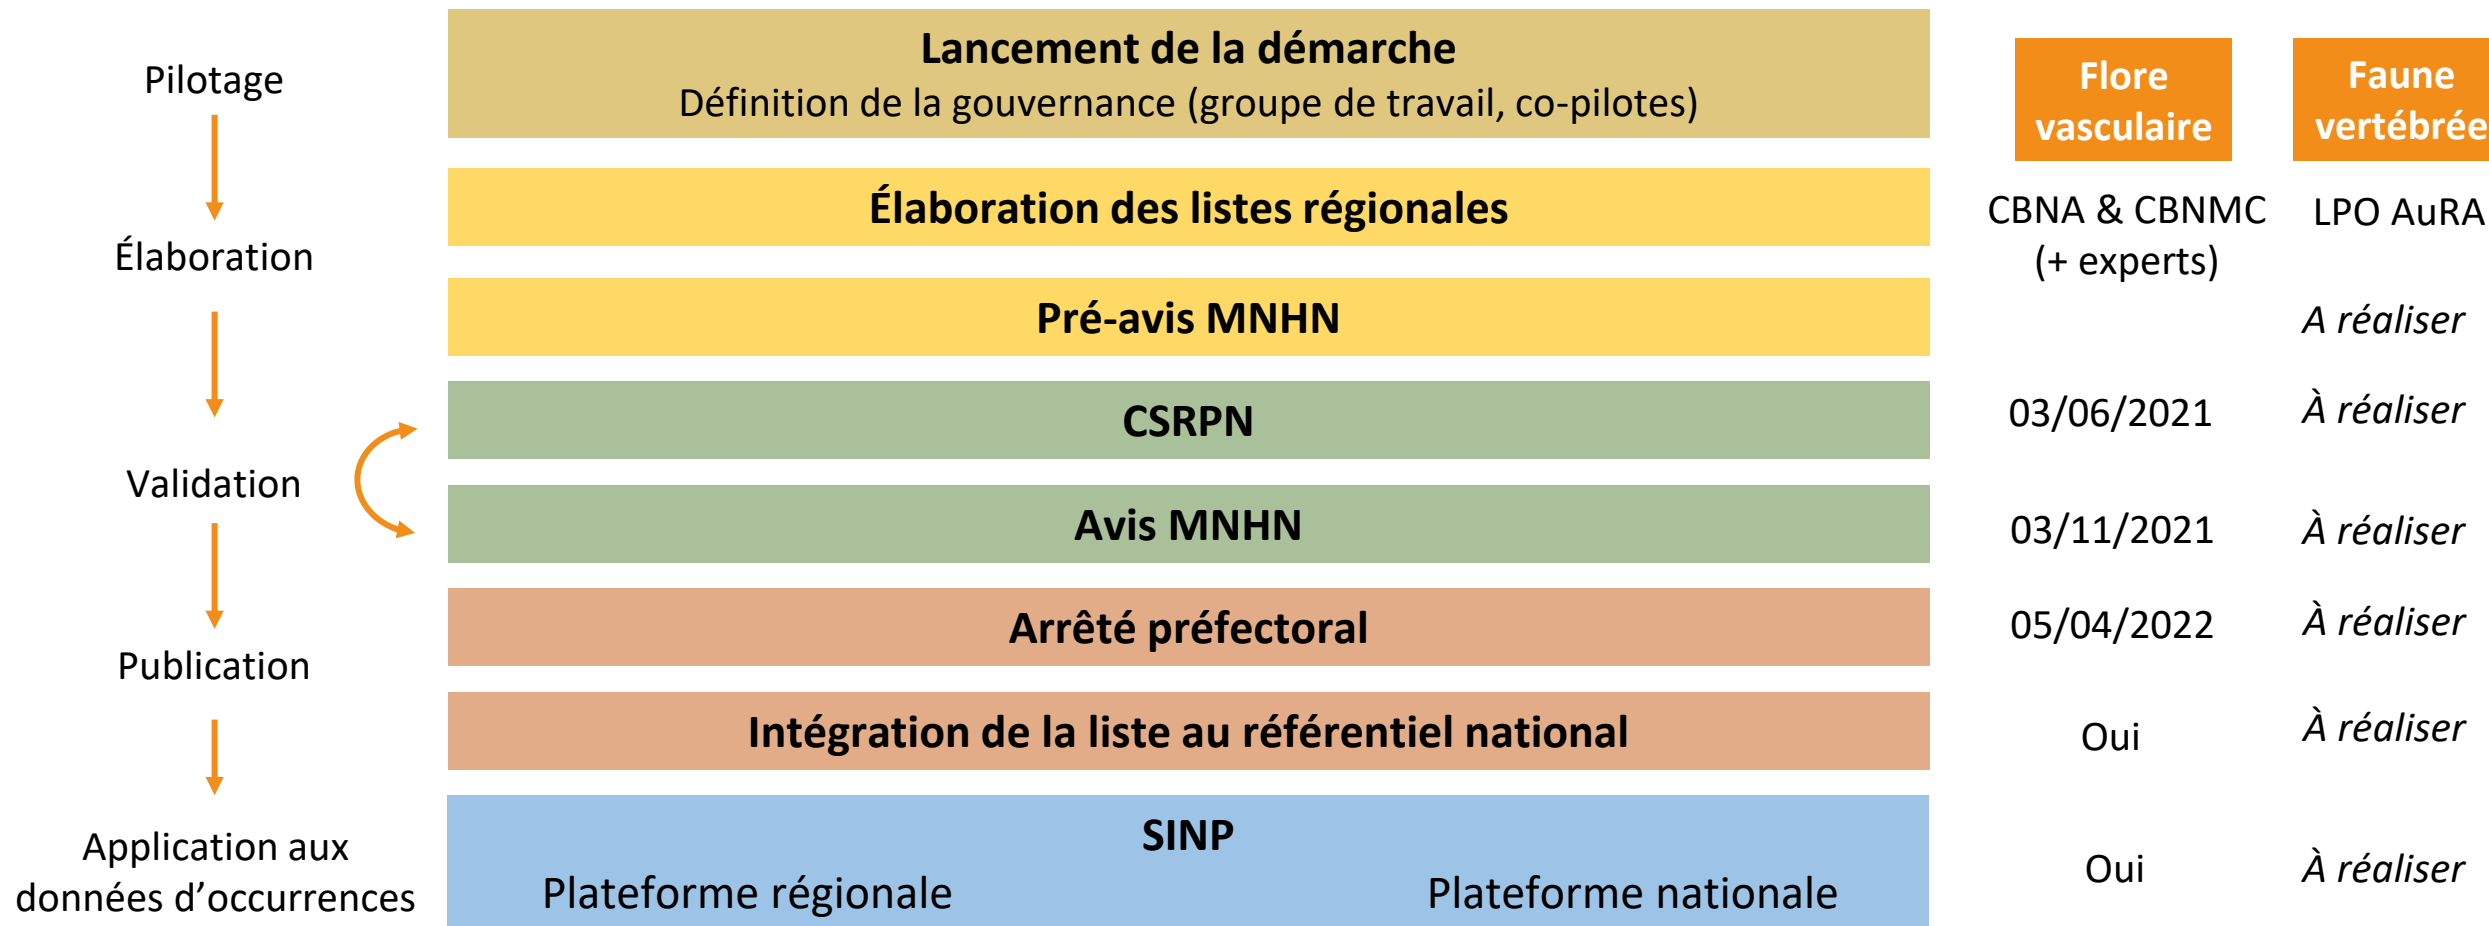 Pilotage
Lancement de la démarche
Définition de la gouvernance (groupe de travail, co-pilotes)
Flore
vasculaire
Faune
vertébrée
Élaboration
Élaboration des listes régionales
CBNA & CBNMC
(+ experts)
LPO AuRA
Pré-avis MNHN
A réaliser
Validation
CSRPN
03/06/2021
À réaliser
Avis MNHN
03/11/2021
À réaliser
Publication
Arrêté préfectoral
05/04/2022
À réaliser
Intégration de la liste au référentiel national
Oui
À réaliser
Application aux
données d’occurrences
SINP
Plateforme régionale
Plateforme nationale
Oui
À réaliser